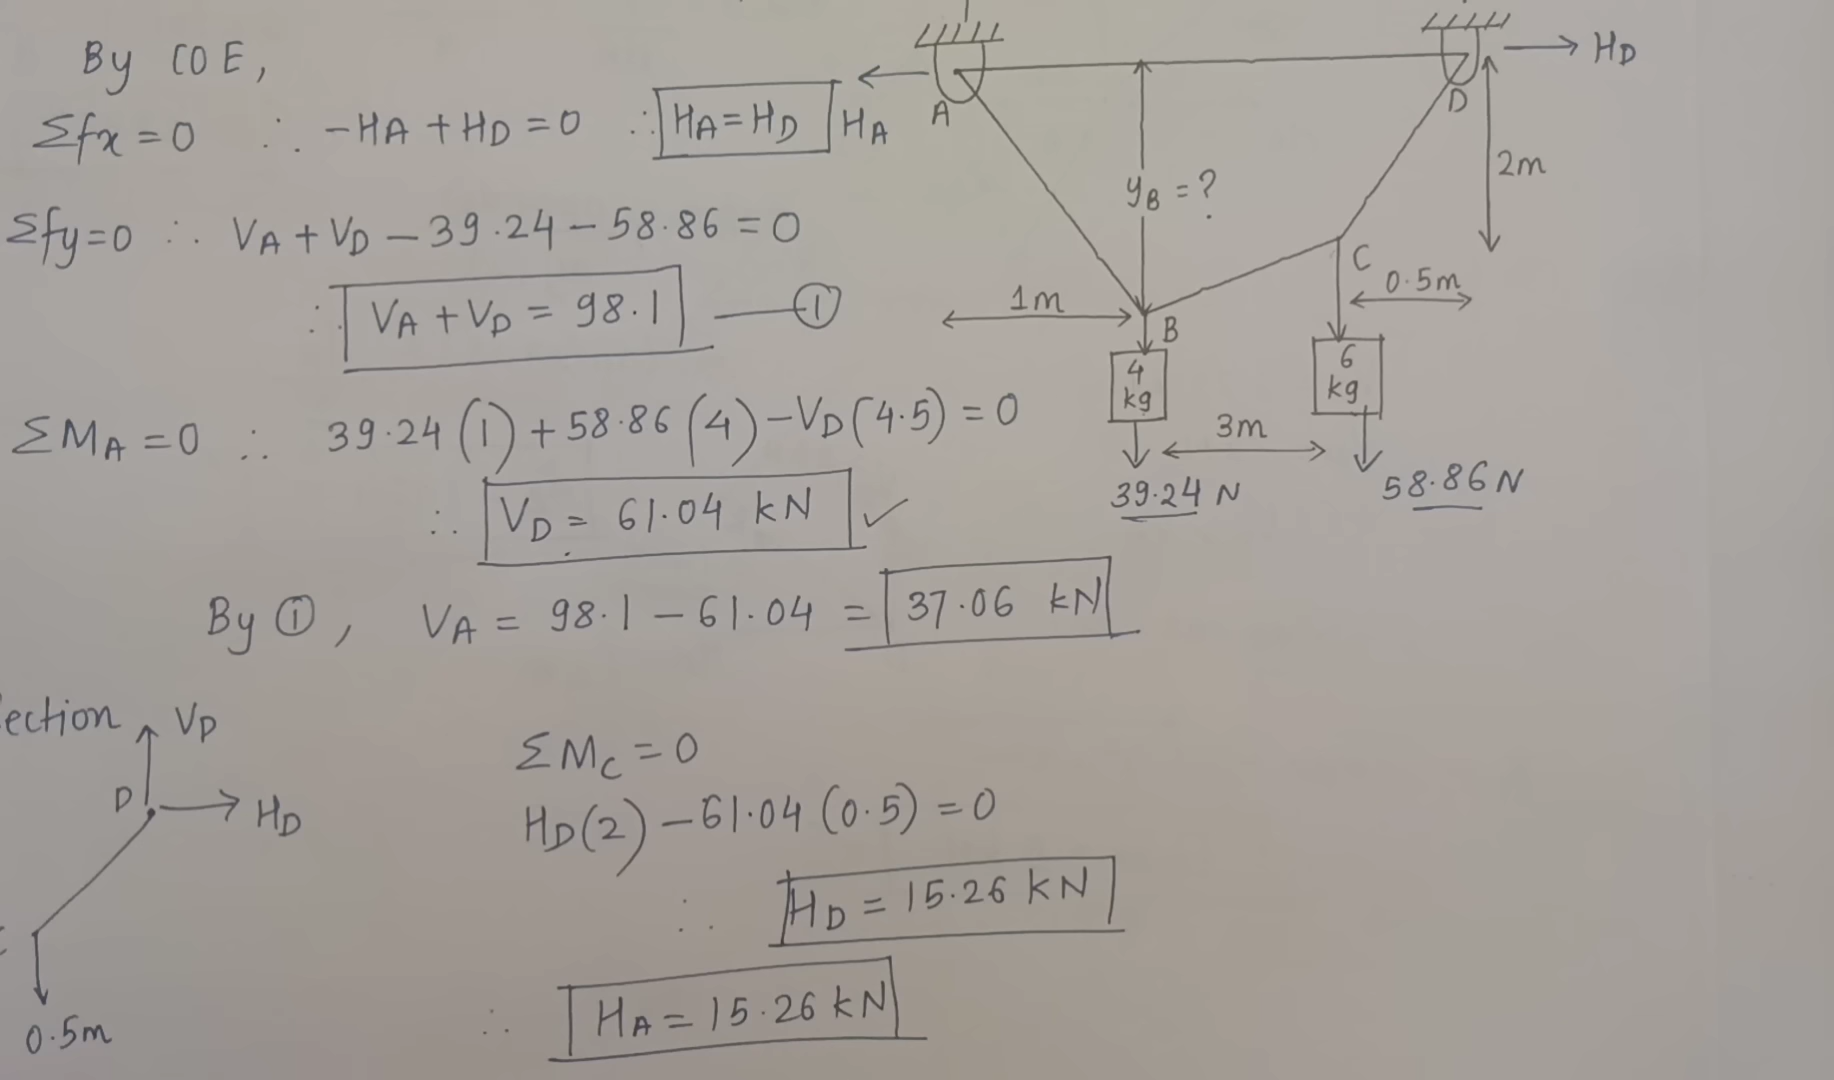 By COE,
Σfx = 0 ∴ -HA + HD = 0 ∴ HA = HD
Σfy = 0 ∴ VA + VD - 39.24 - 58.86 = 0
∴ VA + VD = 98.1 — ①
ΣMA = 0 ∴ 39.24 (1) + 58.86 (4) - VD (4.5) = 0
∴ VD = 61.04 kN ✓
By ①, VA = 98.1 - 61.04 = 37.06 kN
HD
HA
A
D
2m
yB = ?
C
0.5m
1m
B
4
kg
6
kg
3m
39.24 N
58.86 N
ection
VD
D
HD
0.5m
ΣMC = 0
HD(2) - 61.04 (0.5) = 0
∴ HD = 15.26 kN
∴ HA = 15.26 kN